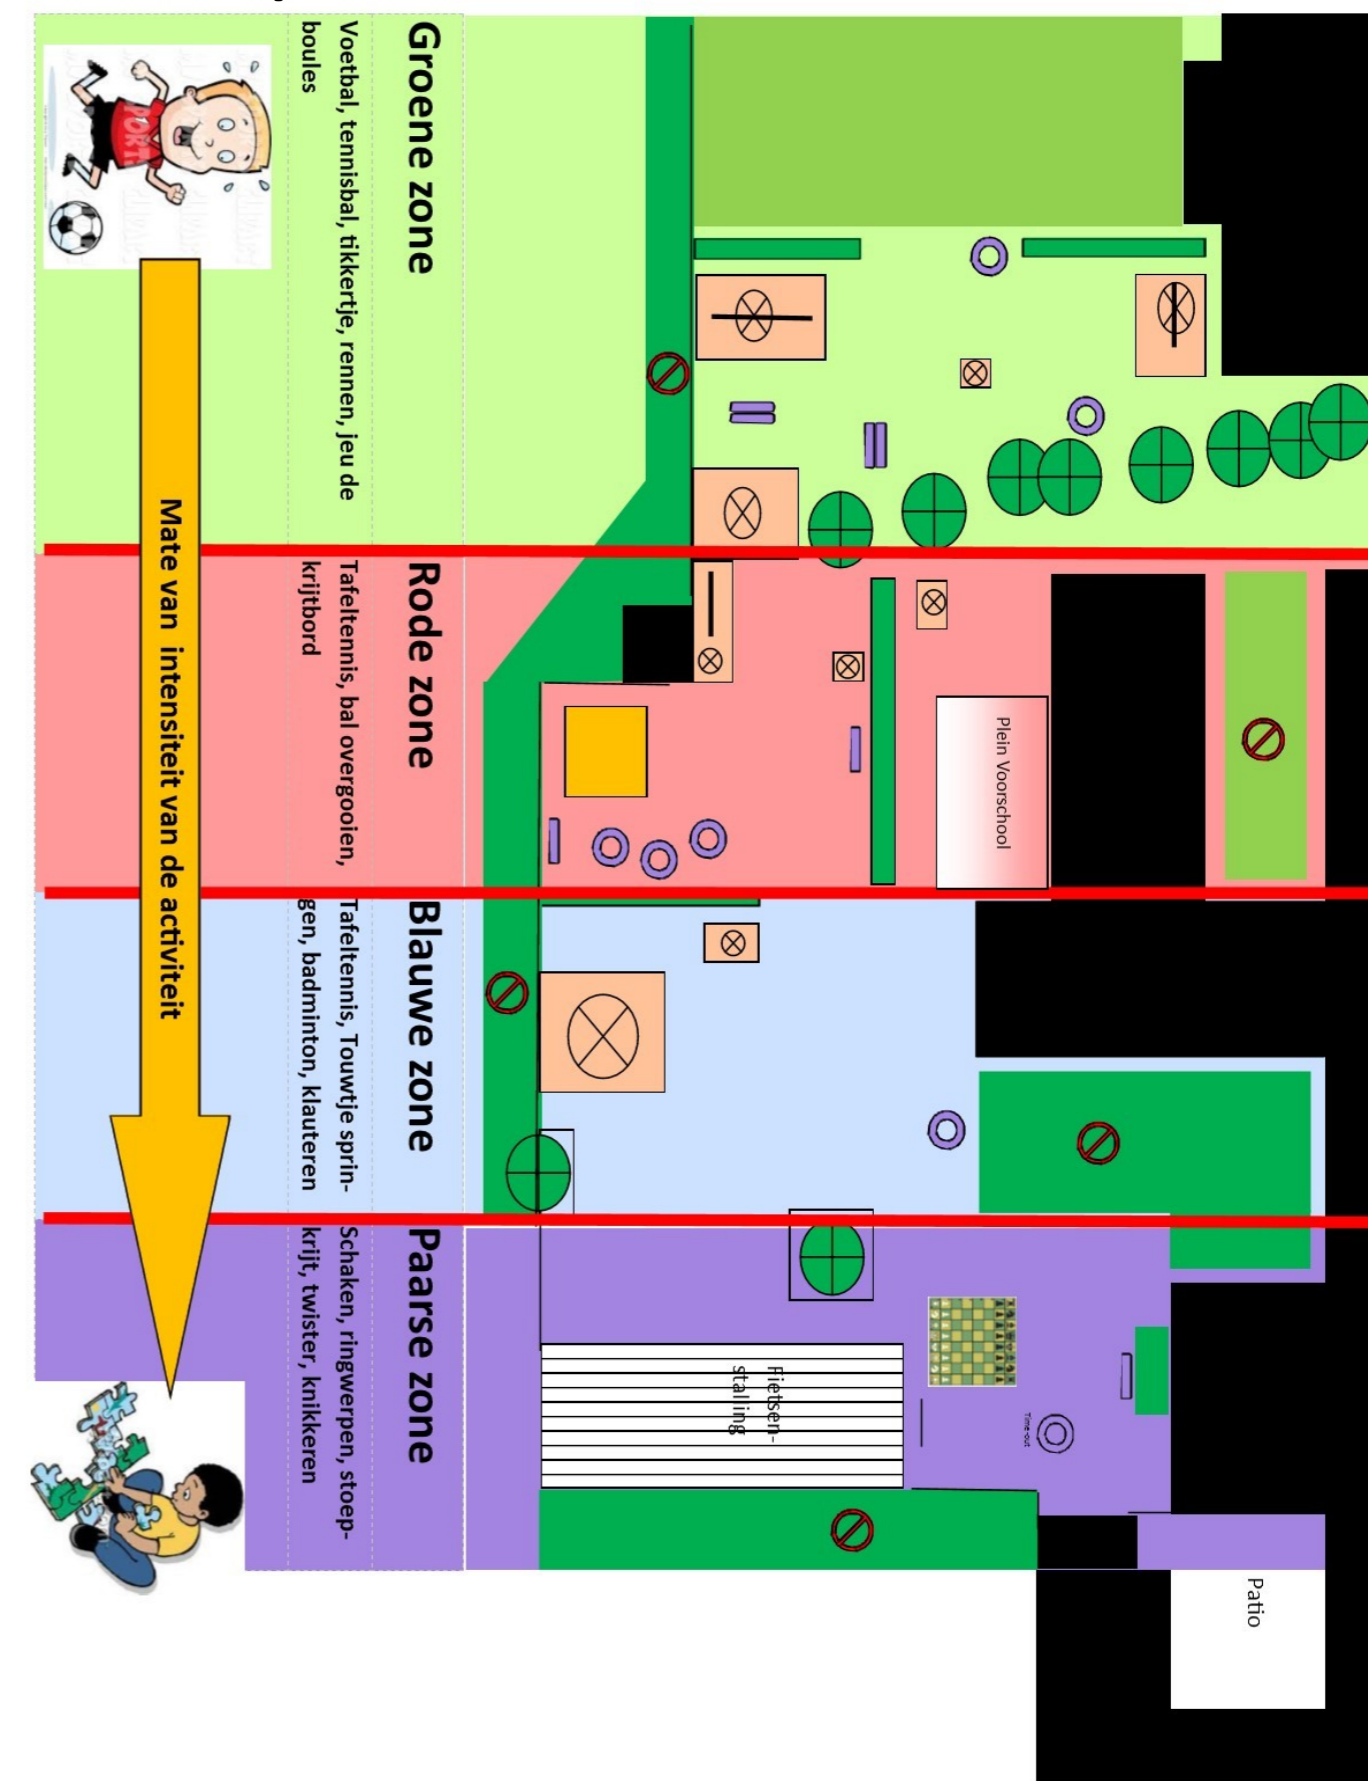 Groene zone
Voetbal, tennisbal, tikkertje, rennen, jeu de
boules
Rode zone
Tafeltennis, bal overgooien,
krijtbord
Blauwe zone
Tafeltennis, Touwtje sprin-
gen, badminton, klauteren
Paarse zone
Schaken, ringwerpen, stoep-
krijt, twister, knikkeren
Mate van intensiteit van de activiteit
Plein Voorschool
Fietsen-
stalling
Time-out
Patio